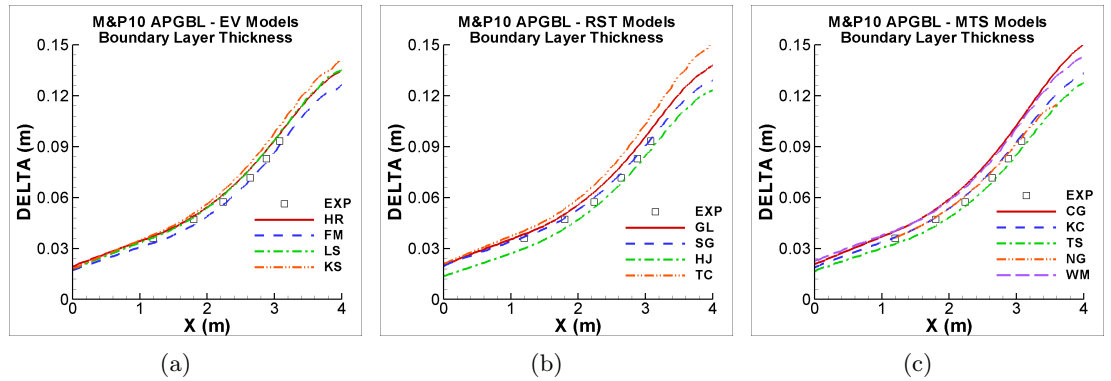 M&P10 APGBL - EV Models
Boundary Layer Thickness
DELTA (m)
0.15
0.12
0.09
0.06
0.03
0
0 1 2 3 4
X (m)
EXP
HR
FM
LS
KS
(a)
M&P10 APGBL - RST Models
Boundary Layer Thickness
DELTA (m)
0.15
0.12
0.09
0.06
0.03
0
0 1 2 3 4
X (m)
EXP
GL
SG
HJ
TC
(b)
M&P10 APGBL - MTS Models
Boundary Layer Thickness
DELTA (m)
0.15
0.12
0.09
0.06
0.03
0
0 1 2 3 4
X (m)
EXP
CG
KC
TS
NG
WM
(c)